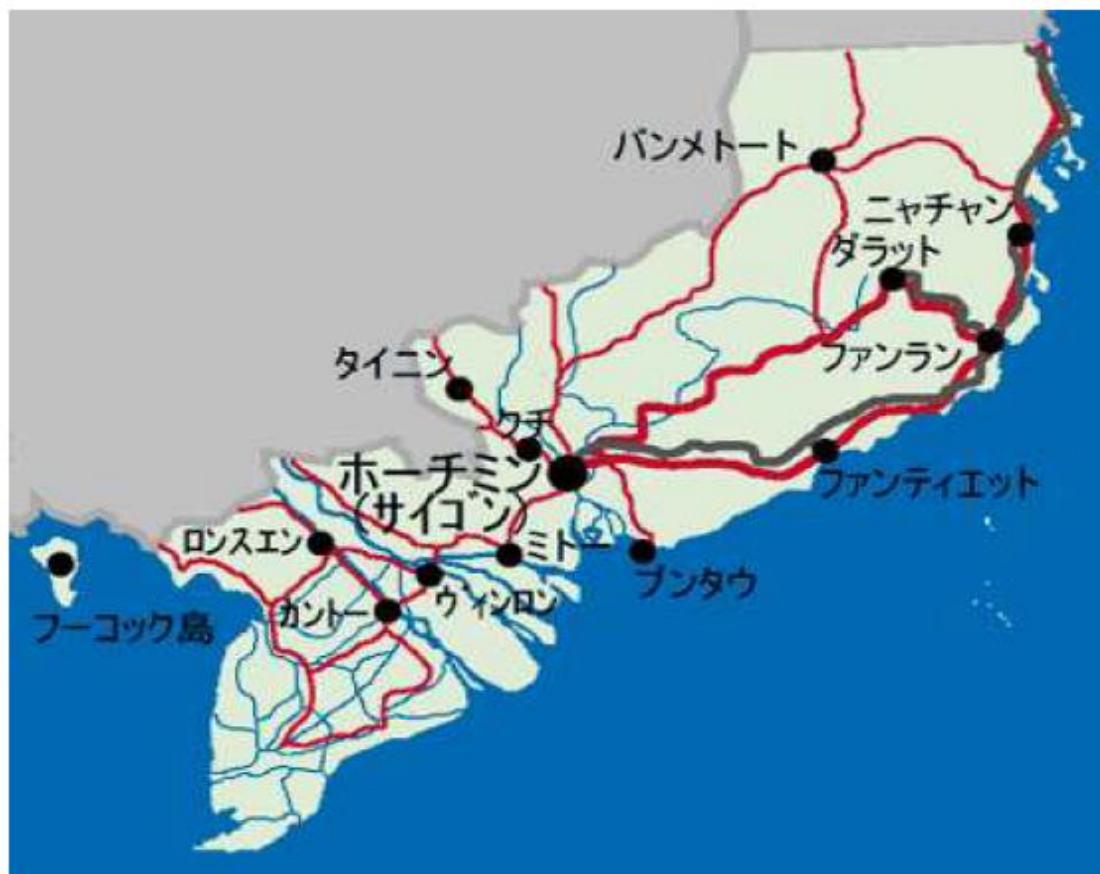 バンメトート
ニャチャン
ダラット
ファンラン
タイニン
クチ
ホーチミン
(サイゴン)
ファンティエット
ロンスエン
ミトー
ブンタウ
フーコック島
カントー
ヴィンロン